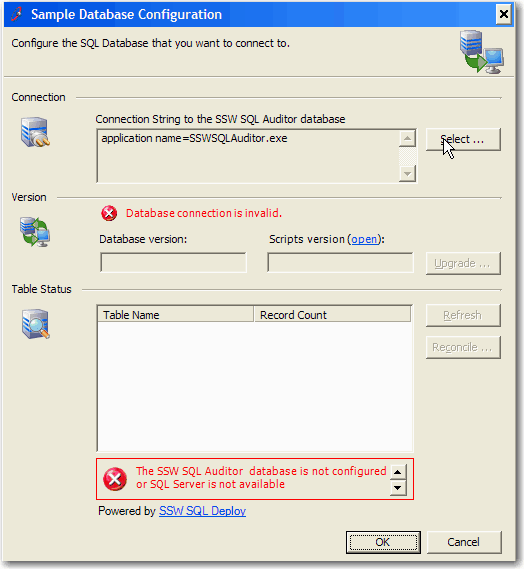 Sample Database Configuration
Configure the SQL Database that you want to connect to.
Connection
Connection String to the SSW SQL Auditor database
application name=SSWSQLAuditor.exe
Select ...
Version
Database connection is invalid.
Database version:
Scripts version (open):
Upgrade ...
Table Status
Table Name
Record Count
Refresh
Reconcile ...
The SSW SQL Auditor database is not configured
or SQL Server is not available
Powered by SSW SQL Deploy
OK
Cancel